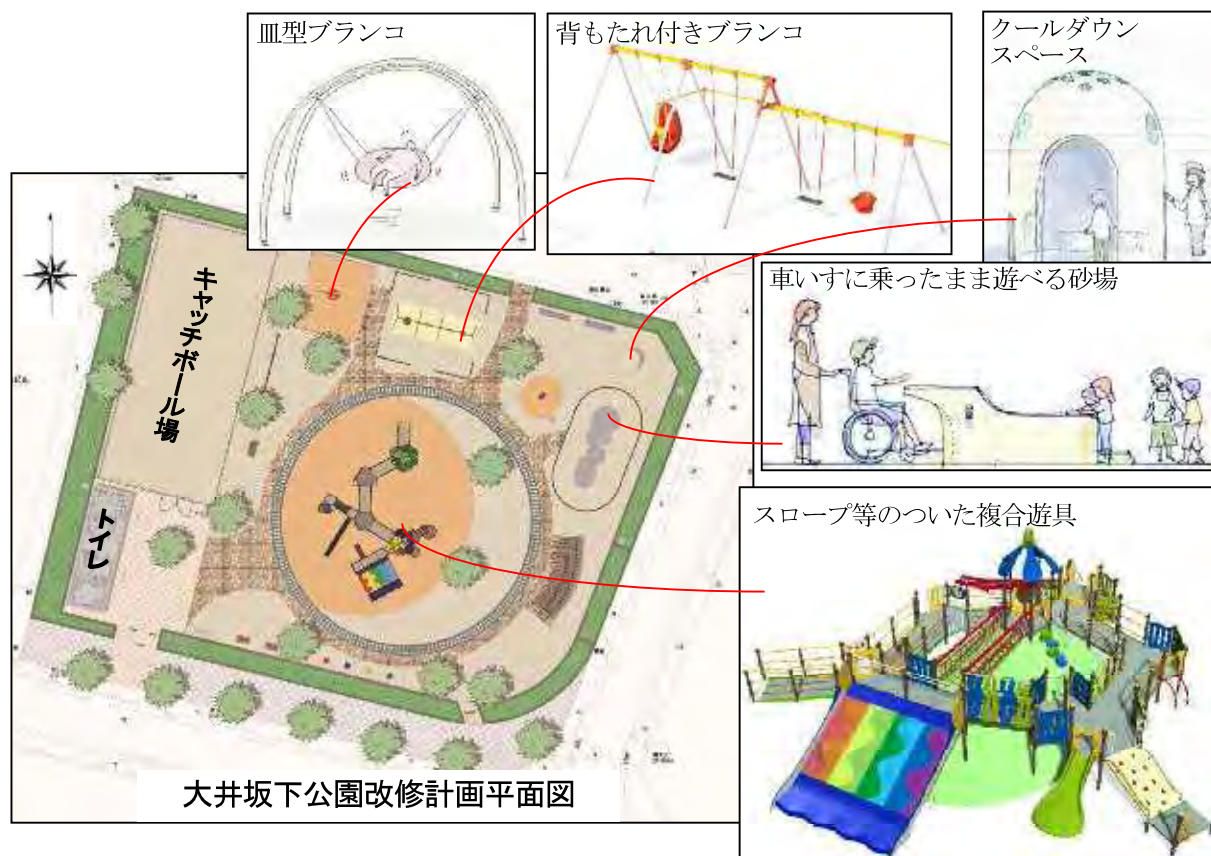 皿型ブランコ
背もたれ付きブランコ
クールダウン
スペース
車いすに乗ったまま遊べる砂場
スロープ等のついた複合遊具
キャッチボール場
トイレ
大井坂下公園改修計画平面図